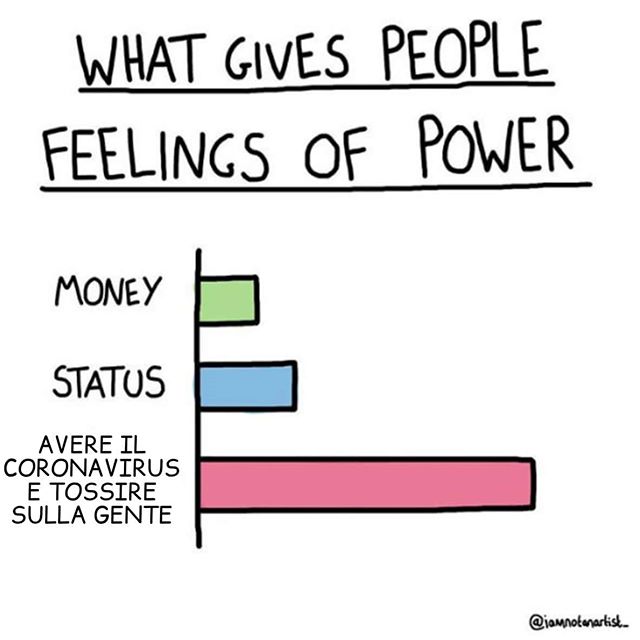 WHAT GIVES PEOPLE
FEELINGS OF POWER
MONEY
STATUS
AVERE IL
CORONAVIRUS
E TOSSIRE
SULLA GENTE
@iamnotanartist_